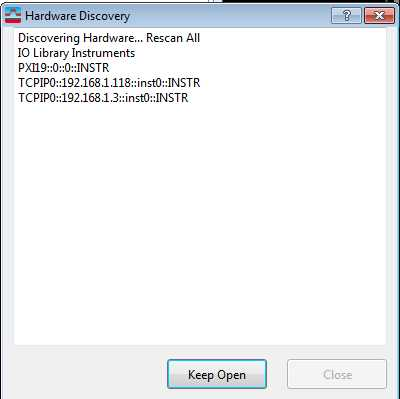 Hardware Discovery
Discovering Hardware... Rescan All
IO Library Instruments
PXI19::0::0::INSTR
TCPIP0::192.168.1.118::inst0::INSTR
TCPIP0::192.168.1.3::inst0::INSTR
Keep Open
Close